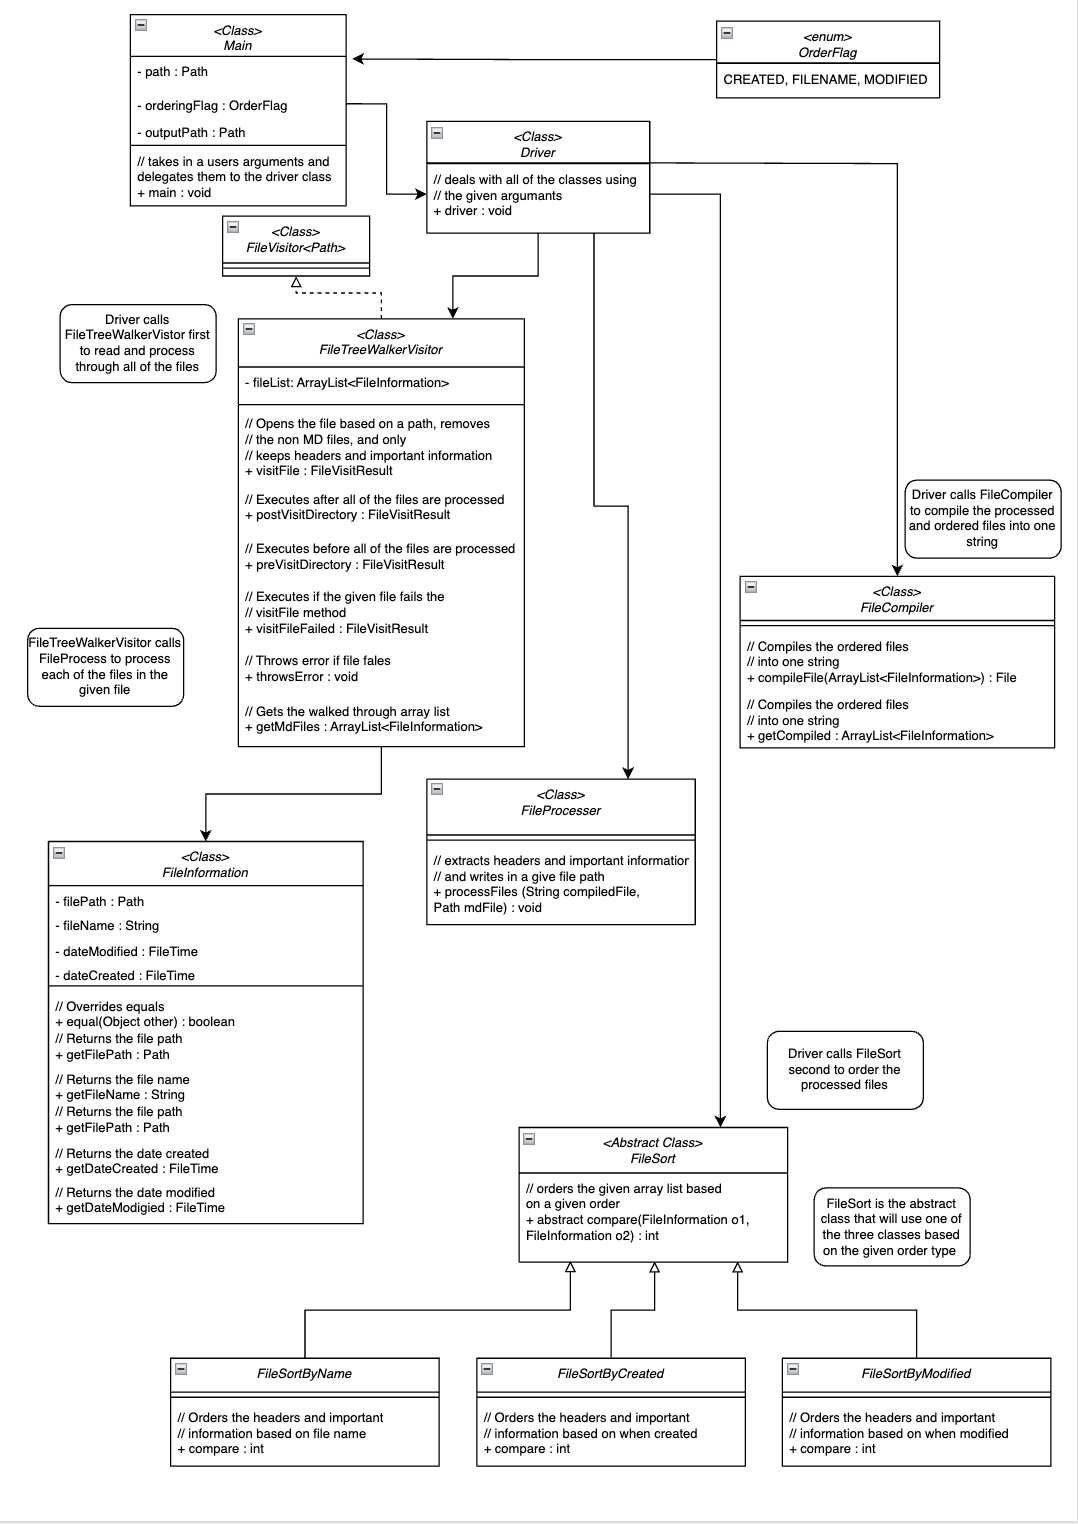 <Class>
Main
- path : Path
- orderingFlag : OrderFlag
- outputPath : Path
// takes in a users arguments and
delegates them to the driver class
+ main : void
<enum>
OrderFlag
CREATED, FILENAME, MODIFIED
<Class>
Driver
// deals with all of the classes using
// the given argumants
+ driver : void
<Class>
FileVisitor<Path>
Driver calls
FileTreeWalkerVistor first
to read and process
through all of the files
<Class>
FileTreeWalkerVisitor
- fileList: ArrayList<FileInformation>
// Opens the file based on a path, removes
// the non MD files, and only
// keeps headers and important information
+ visitFile : FileVisitResult
// Executes after all of the files are processed
+ postVisitDirectory : FileVisitResult
// Executes before all of the files are processed
+ preVisitDirectory : FileVisitResult
// Executes if the given file fails the
// visitFile method
+ visitFileFailed : FileVisitResult
// Throws error if file fales
+ throwsError : void
// Gets the walked through array list
+ getMdFiles : ArrayList<FileInformation>
Driver calls FileCompiler
to compile the processed
and ordered files into one
string
<Class>
FileCompiler
// Compiles the ordered files
// into one string
+ compileFile(ArrayList<FileInformation>) : File
// Compiles the ordered files
// into one string
+ getCompiled : ArrayList<FileInformation>
FileTreeWalkerVisitor calls
FileProcess to process
each of the files in the
given file
<Class>
FileProcesser
// extracts headers and important informatior
// and writes in a give file path
+ processFiles (String compiledFile,
Path mdFile) : void
<Class>
FileInformation
- filePath : Path
- fileName : String
- dateModified : FileTime
- dateCreated : FileTime
// Overrides equals
+ equal(Object other) : boolean
// Returns the file path
+ getFilePath : Path
// Returns the file name
+ getFileName : String
// Returns the file path
+ getFilePath : Path
// Returns the date created
+ getDateCreated : FileTime
// Returns the date modified
+ getDateModigied : FileTime
Driver calls FileSort
second to order the
processed files
<Abstract Class>
FileSort
// orders the given array list based
on a given order
+ abstract compare(FileInformation o1,
FileInformation o2) : int
FileSort is the abstract
class that will use one of
the three classes based
on the given order type
FileSortByName
// Orders the headers and important
// information based on file name
+ compare : int
FileSortByCreated
// Orders the headers and important
// information based on when created
+ compare : int
FileSortByModified
// Orders the headers and important
// information based on when modified
+ compare : int